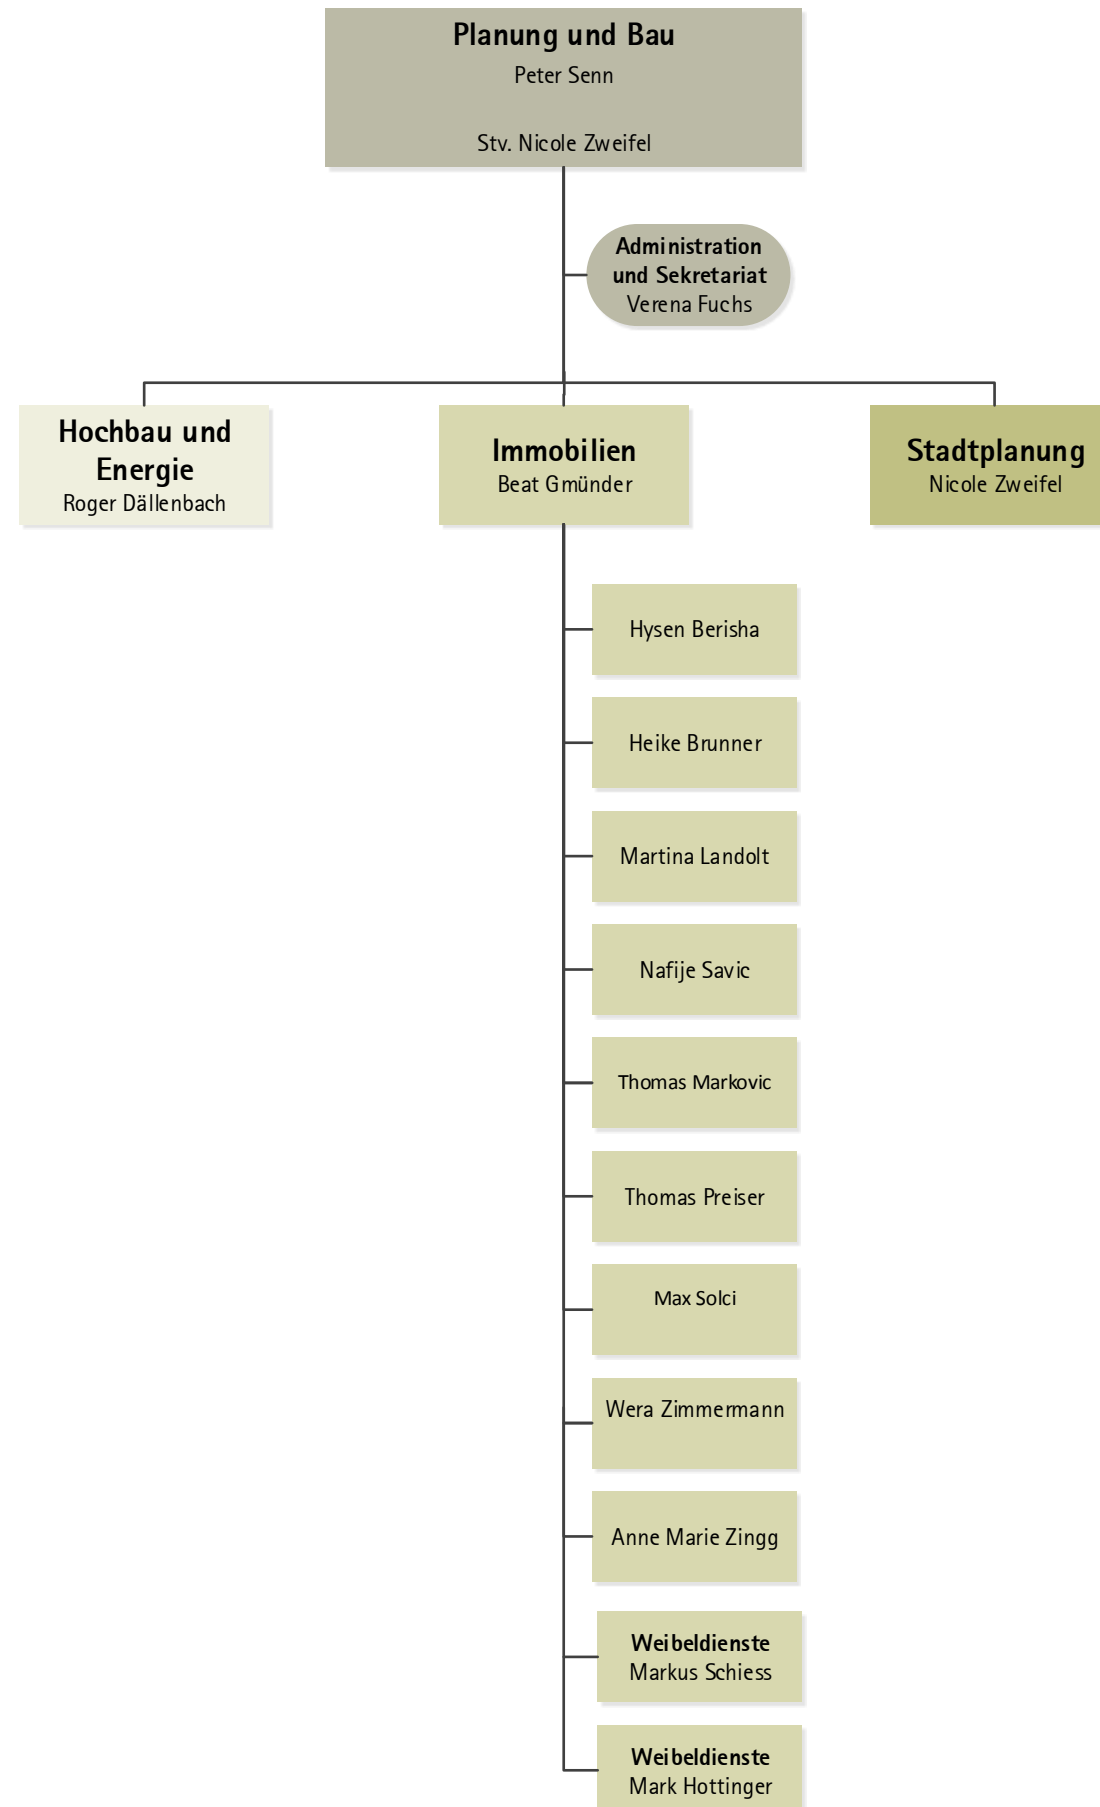 Planung und Bau
Peter Senn
Stv. Nicole Zweifel
Administration
und Sekretariat
Verena Fuchs
Hochbau und
Energie
Roger Dällenbach
Immobilien
Beat Gmünder
Stadtplanung
Nicole Zweifel
Hysen Berisha
Heike Brunner
Martina Landolt
Nafije Savic
Thomas Markovic
Thomas Preiser
Max Solci
Wera Zimmermann
Anne Marie Zingg
Weibeldienste
Markus Schiess
Weibeldienste
Mark Hottinger